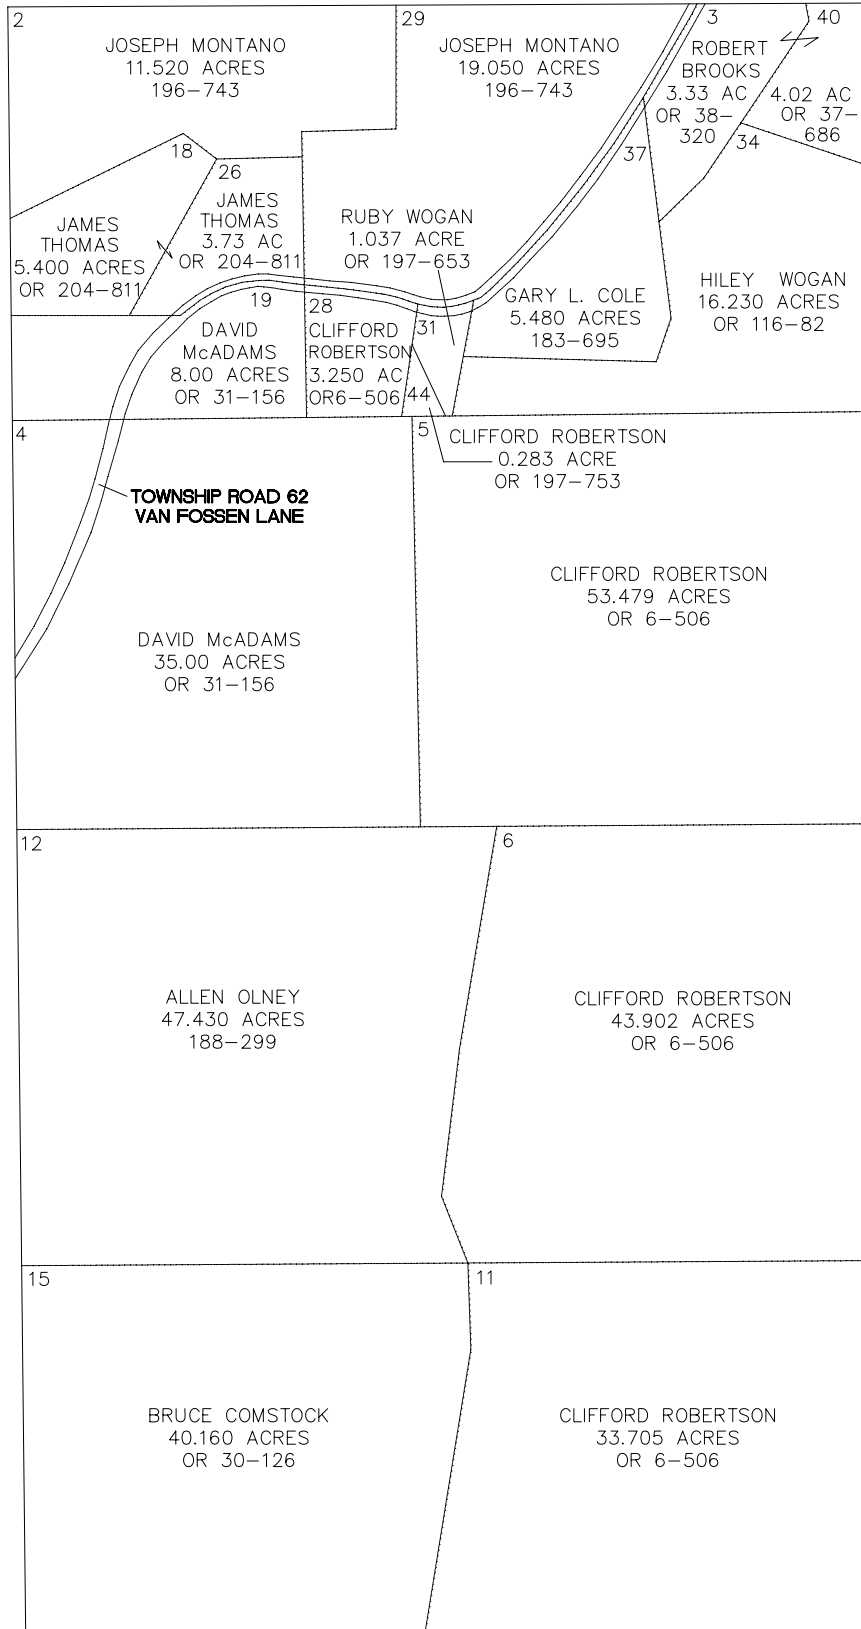 2
JOSEPH MONTANO
11.520 ACRES
196-743
29
JOSEPH MONTANO
19.050 ACRES
196-743
3
ROBERT
BROOKS
3.33 AC
OR 38-
320
40
4.02 AC
OR 37-
686
18
26
37
34
JAMES
THOMAS
5.400 ACRES
OR 204-811
JAMES
THOMAS
3.73 AC
OR 204-811
RUBY WOGAN
1.037 ACRE
OR 197-653
GARY L. COLE
5.480 ACRES
183-695
HILEY WOGAN
16.230 ACRES
OR 116-82
19
DAVID
McADAMS
8.00 ACRES
OR 31-156
28
CLIFFORD
ROBERTSON
3.250 AC
OR6-506
31
44
4
5
CLIFFORD ROBERTSON
0.283 ACRE
OR 197-753
TOWNSHIP ROAD 62
VAN FOSSEN LANE
CLIFFORD ROBERTSON
53.479 ACRES
OR 6-506
DAVID McADAMS
35.00 ACRES
OR 31-156
12
6
ALLEN OLNEY
47.430 ACRES
188-299
CLIFFORD ROBERTSON
43.902 ACRES
OR 6-506
15
11
BRUCE COMSTOCK
40.160 ACRES
OR 30-126
CLIFFORD ROBERTSON
33.705 ACRES
OR 6-506